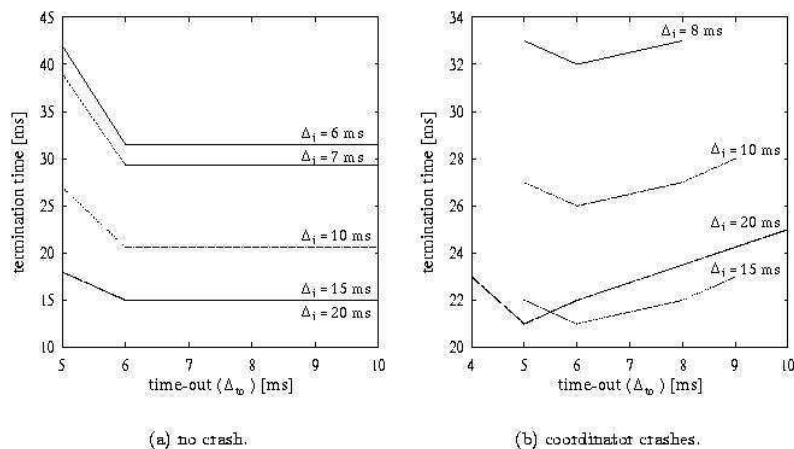 45
40
35
30
25
20
15
10
termination time [ms]
Δi = 6 ms
Δi = 7 ms
Δi = 10 ms
Δi = 15 ms
Δi = 20 ms
5 6 7 8 9 10
time-out (Δto) [ms]
(a) no crash.
34
32
30
28
26
24
22
20
termination time [ms]
Δi = 8 ms
Δi = 10 ms
Δi = 20 ms
Δi = 15 ms
4 5 6 7 8 9 10
time-out (Δto) [ms]
(b) coordinator crashes.